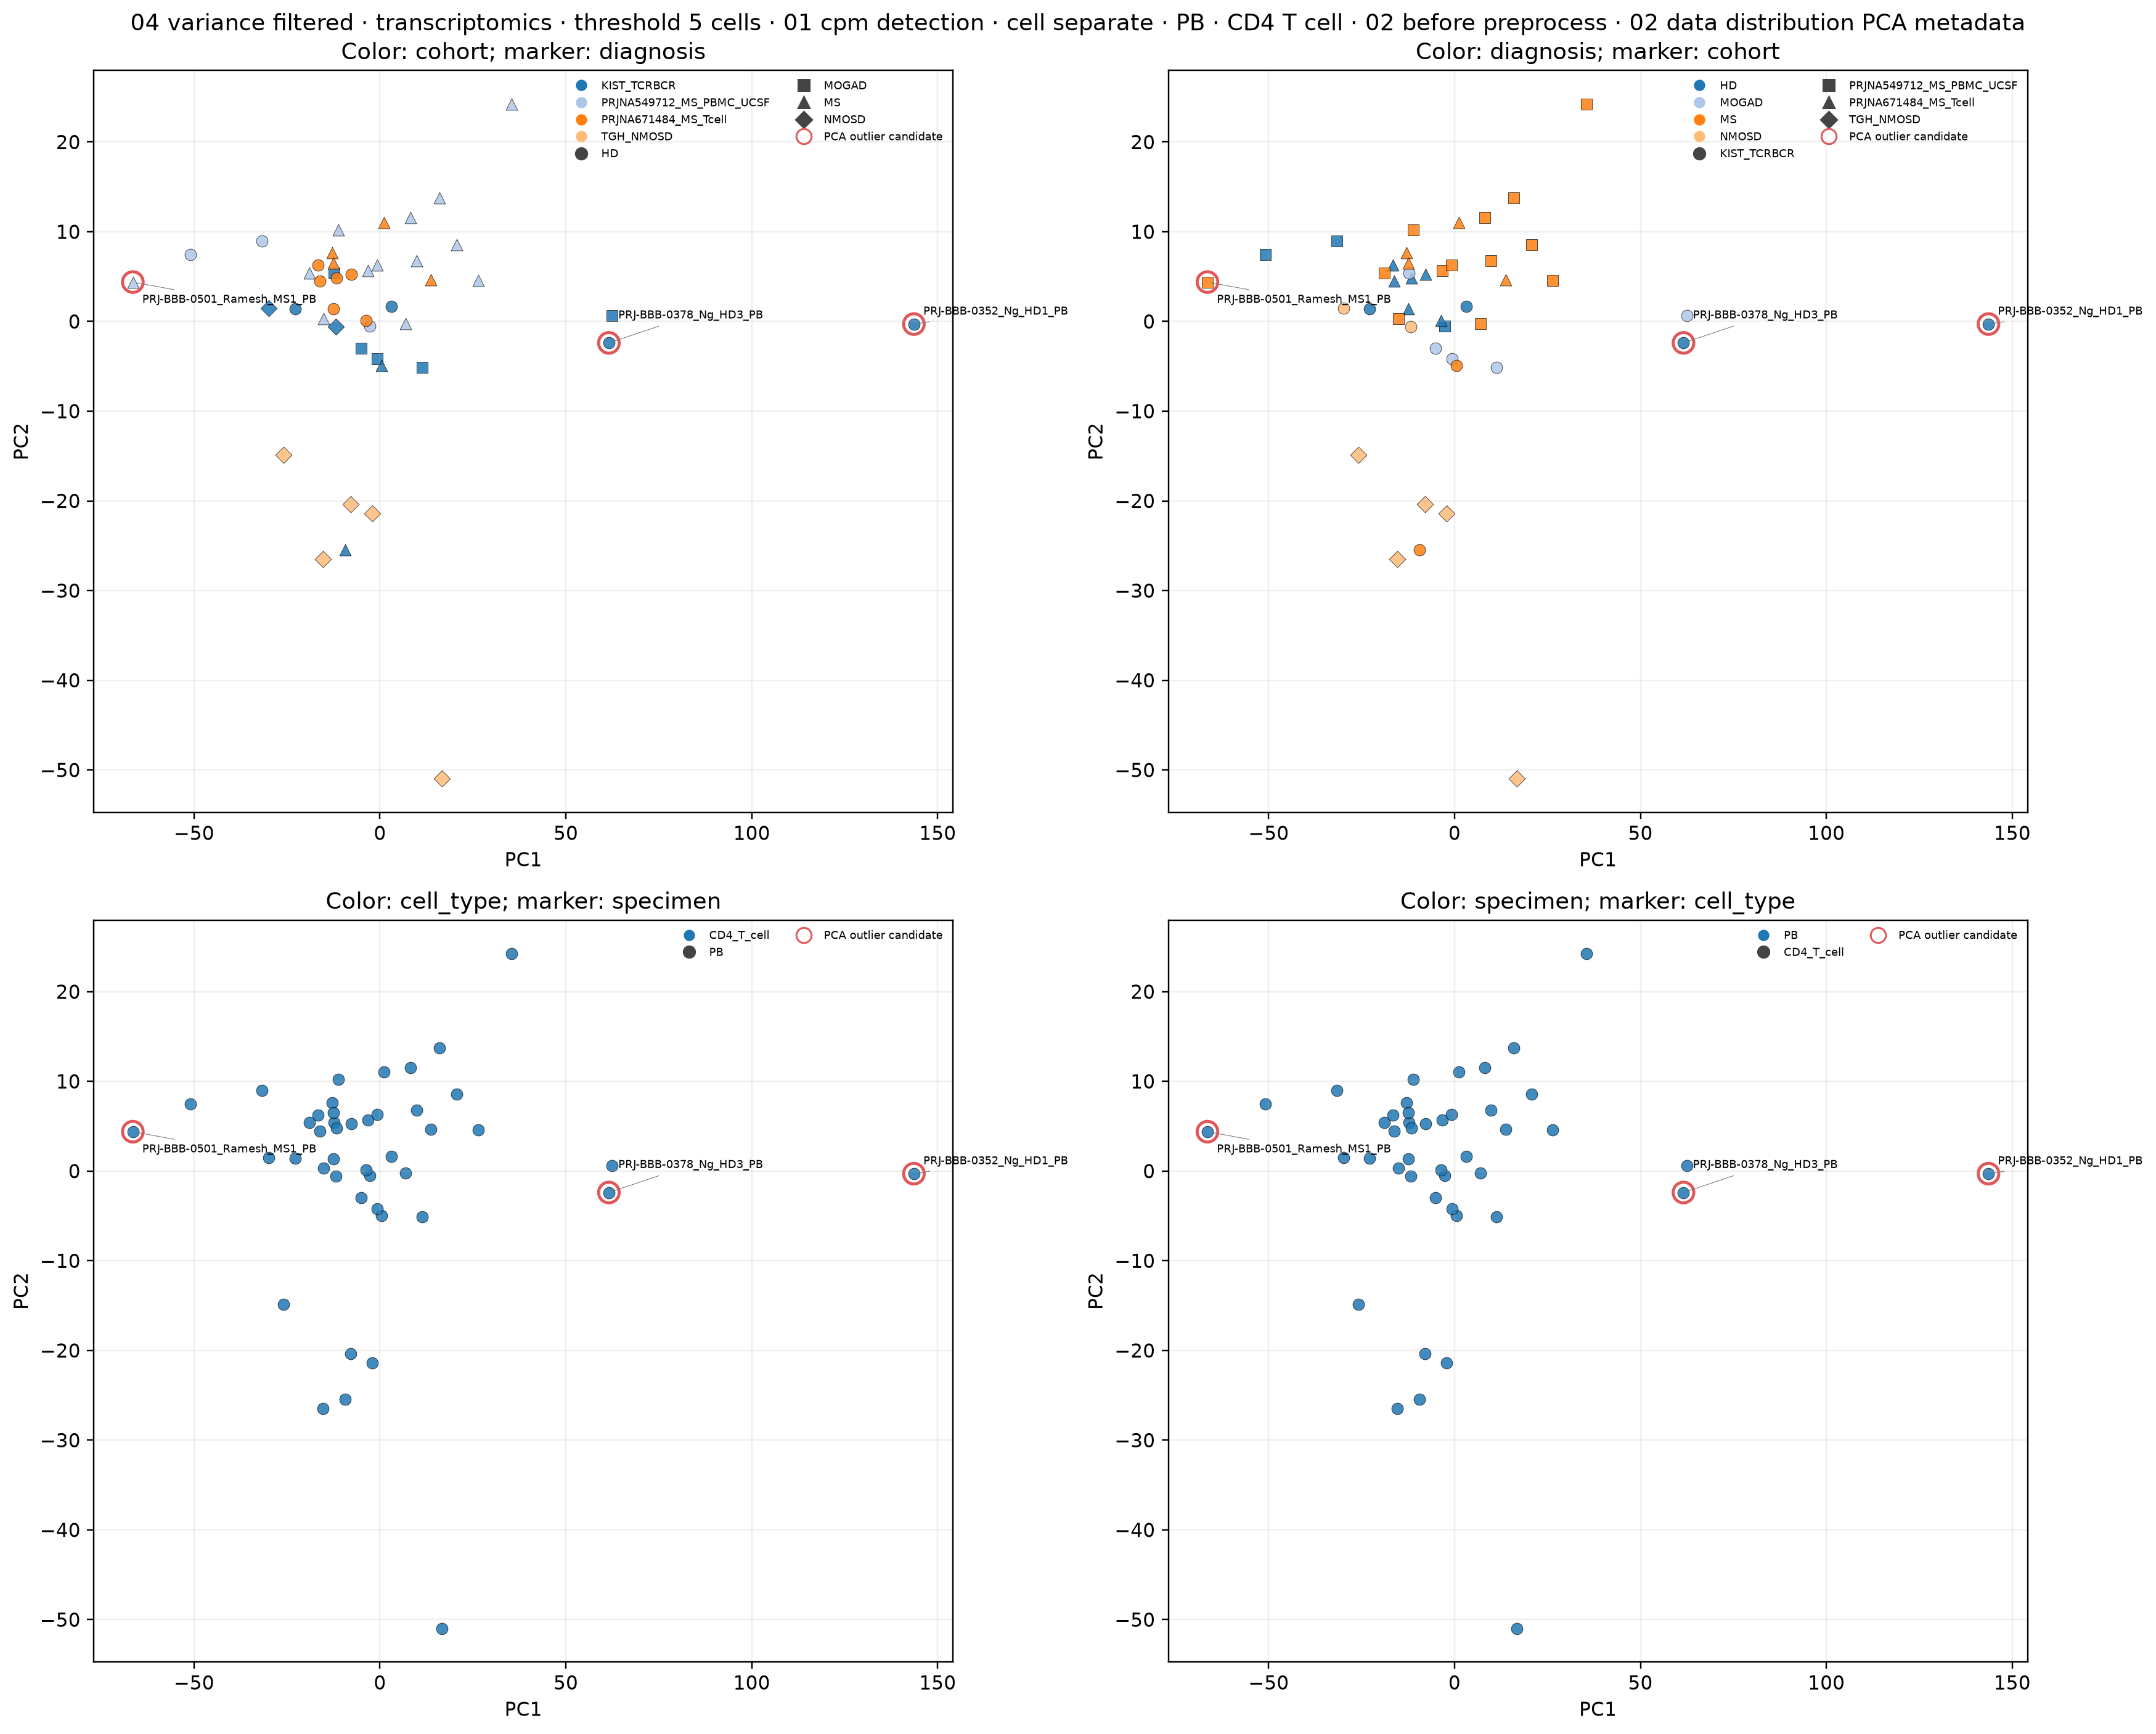 04 variance filtered · transcriptomics · threshold 5 cells · 01 cpm detection · cell separate · PB · CD4 T cell · 02 before preprocess · 02 data distribution PCA metadata
Color: cohort; marker: diagnosis
KIST_TCRBCR
PRJNA549712_MS_PBMC_UCSF
PRJNA671484_MS_Tcell
TGH_NMOSD
HD
MOGAD
MS
NMOSD
PCA outlier candidate
20
10
0
−10
−20
−30
−40
−50
PC2
PRJ-BBB-0501_Ramesh_MS1_PB
PRJ-BBB-0378_Ng_HD3_PB
PRJ-BBB-0352_Ng_HD1_PB
−50
0
50
100
150
PC1
Color: diagnosis; marker: cohort
HD
MOGAD
MS
NMOSD
KIST_TCRBCR
PRJNA549712_MS_PBMC_UCSF
PRJNA671484_MS_Tcell
TGH_NMOSD
PCA outlier candidate
20
10
0
−10
−20
−30
−40
−50
PC2
PRJ-BBB-0501_Ramesh_MS1_PB
PRJ-BBB-0378_Ng_HD3_PB
PRJ-BBB-0352_Ng_HD1_PB
−50
0
50
100
150
PC1
Color: cell_type; marker: specimen
CD4_T_cell
PB
PCA outlier candidate
20
10
0
−10
−20
−30
−40
−50
PC2
PRJ-BBB-0501_Ramesh_MS1_PB
PRJ-BBB-0378_Ng_HD3_PB
PRJ-BBB-0352_Ng_HD1_PB
−50
0
50
100
150
PC1
Color: specimen; marker: cell_type
PB
CD4_T_cell
PCA outlier candidate
20
10
0
−10
−20
−30
−40
−50
PC2
PRJ-BBB-0501_Ramesh_MS1_PB
PRJ-BBB-0378_Ng_HD3_PB
PRJ-BBB-0352_Ng_HD1_PB
−50
0
50
100
150
PC1